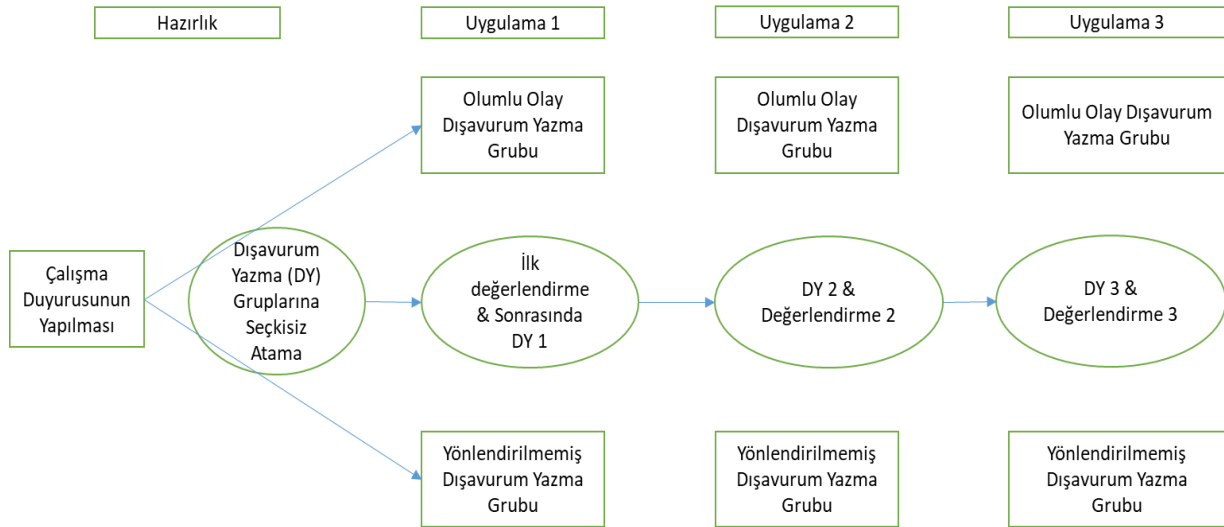 Hazırlık
Uygulama 1
Uygulama 2
Uygulama 3
Olumlu Olay
Dışavurum Yazma
Grubu
Olumlu Olay
Dışavurum Yazma
Grubu
Olumlu Olay Dışavurum
Yazma Grubu
Çalışma
Duyurusunun
Yapılması
Dışavurum
Yazma (DY)
Gruplarına
Seçkisiz
Atama
İlk
değerlendirme
& Sonrasında
DY 1
DY 2 &
Değerlendirme 2
DY 3 &
Değerlendirme 3
Yönlendirilmemiş
Dışavurum Yazma
Grubu
Yönlendirilmemiş
Dışavurum Yazma
Grubu
Yönlendirilmemiş
Dışavurum Yazma
Grubu